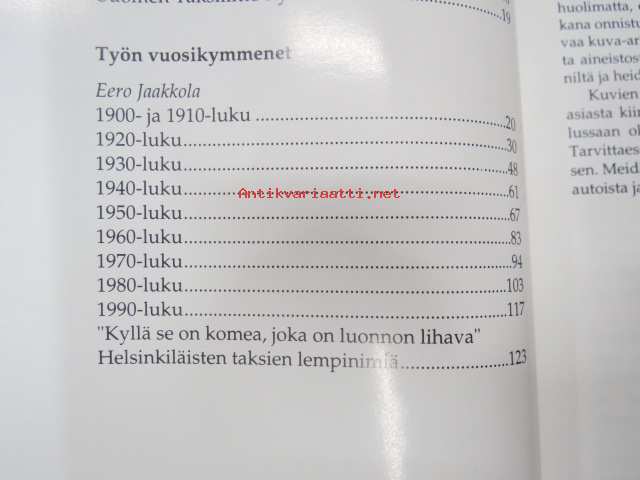 19
Työn vuosikymmenet
Eero Jaakkola
1900- ja 1910-luku ........ 20
1920-luku ........ 30
1930-luku ........ 48
1940-luku ........ 61
1950-luku ........ 67
1960-luku ........ 83
1970-luku ........ 94
1980-luku ........ 103
1990-luku ........ 117
"Kyllä se on komea, joka on luonnon lihava"
Helsinkiläisten taksien lempinimiä ........ 123
Antikvariaatti.net
huolimatta,
kana onnistu
vaa kuva-ar
ta aineistos
niltä ja heid
Kuvien
asiasta kiin
lussaan ol
Tarvittaes
sen. Meid
autoista ja